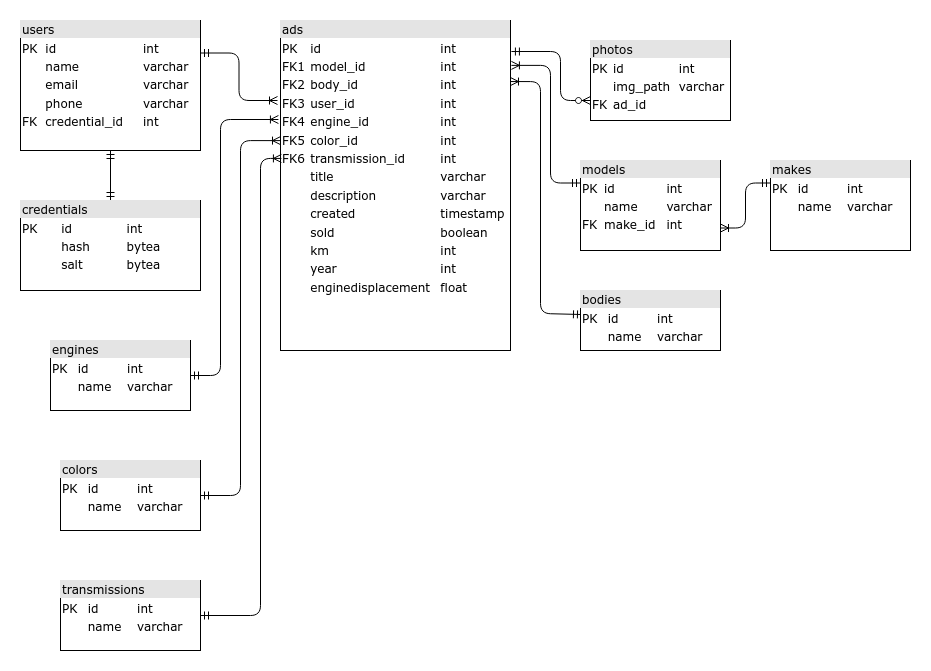 users
PK id int
name varchar
email varchar
phone varchar
FK credential_id int
credentials
PK id int
hash bytea
salt bytea
engines
PK id int
name varchar
colors
PK id int
name varchar
transmissions
PK id int
name varchar
ads
PK id int
FK1 model_id int
FK2 body_id int
FK3 user_id int
FK4 engine_id int
FK5 color_id int
FK6 transmission_id int
title varchar
description varchar
created timestamp
sold boolean
km int
year int
enginedisplacement float
photos
PK id int
img_path varchar
FK ad_id
models
PK id int
name varchar
FK make_id int
makes
PK id int
name varchar
bodies
PK id int
name varchar